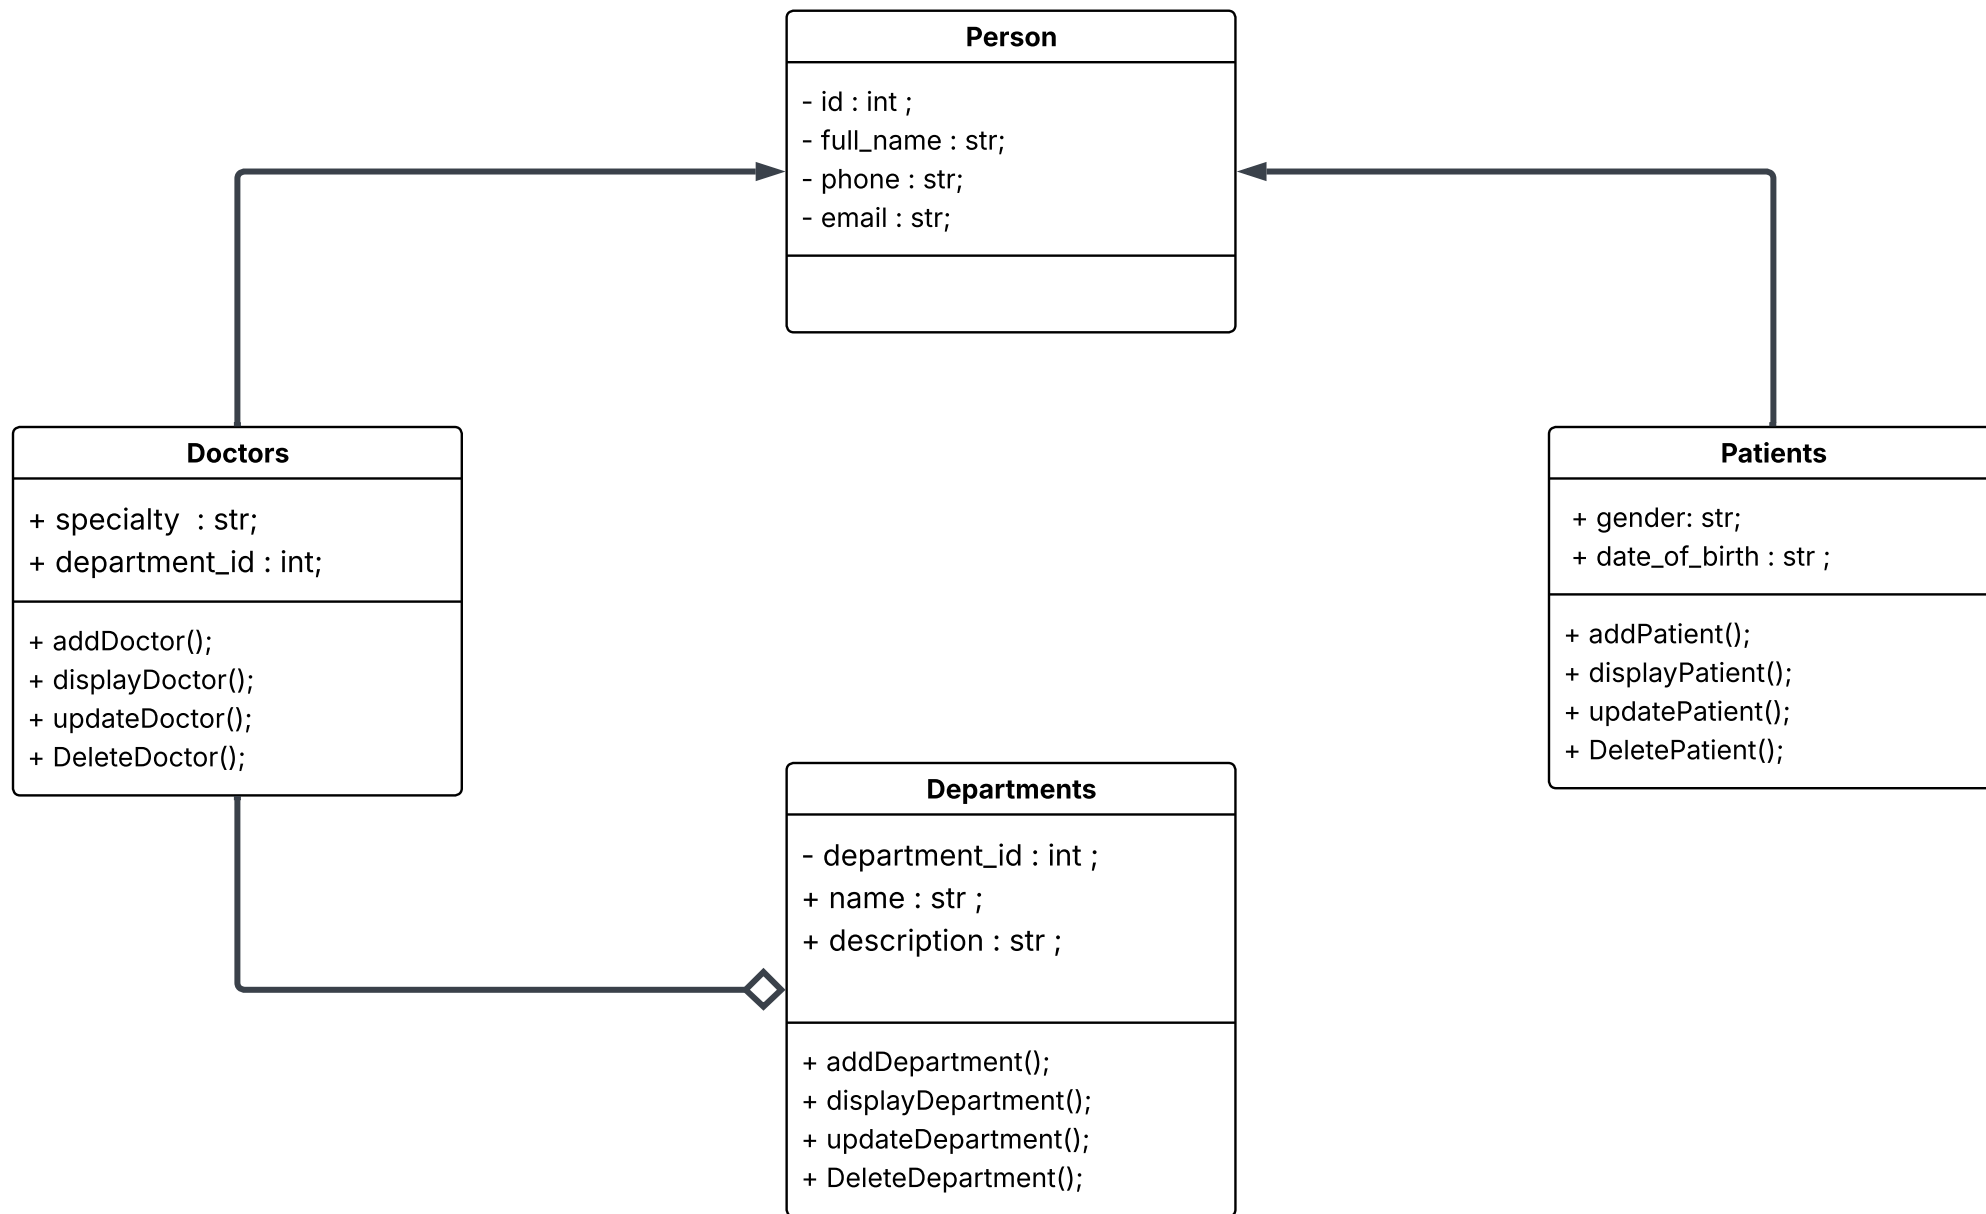 Person
- id : int ;
- full_name : str;
- phone : str;
- email : str;
Doctors
+ specialty  : str;
+ department_id : int;
+ addDoctor();
+ displayDoctor();
+ updateDoctor();
+ DeleteDoctor();
Patients
+ gender: str;
+ date_of_birth : str ;
+ addPatient();
+ displayPatient();
+ updatePatient();
+ DeletePatient();
Departments
- department_id : int ;
+ name : str ;
+ description : str ;
+ addDepartment();
+ displayDepartment();
+ updateDepartment();
+ DeleteDepartment();